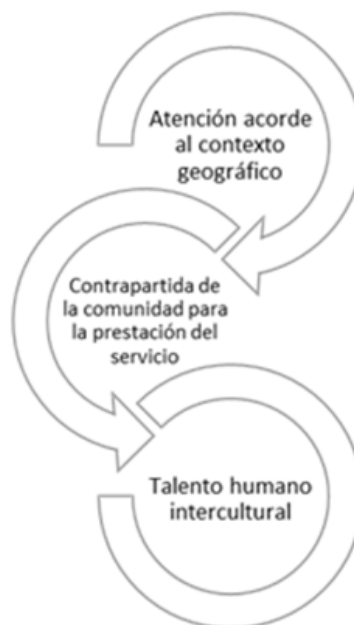 Atención acorde
al contexto
geográfico
Contrapartida de
la comunidad para
la prestación del
servicio
Talento humano
intercultural